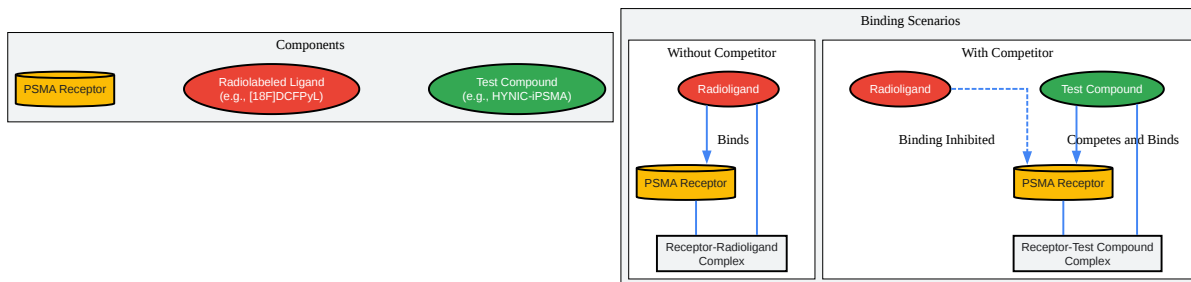 Components
PSMA Receptor
Radiolabeled Ligand
(e.g., [18F]DCFPyL)
Test Compound
(e.g., HYNIC-iPSMA)
Binding Scenarios
Without Competitor
Radioligand
Binds
PSMA Receptor
Receptor-Radioligand
Complex
With Competitor
Radioligand
Test Compound
Binding Inhibited
Competes and Binds
PSMA Receptor
Receptor-Test Compound
Complex